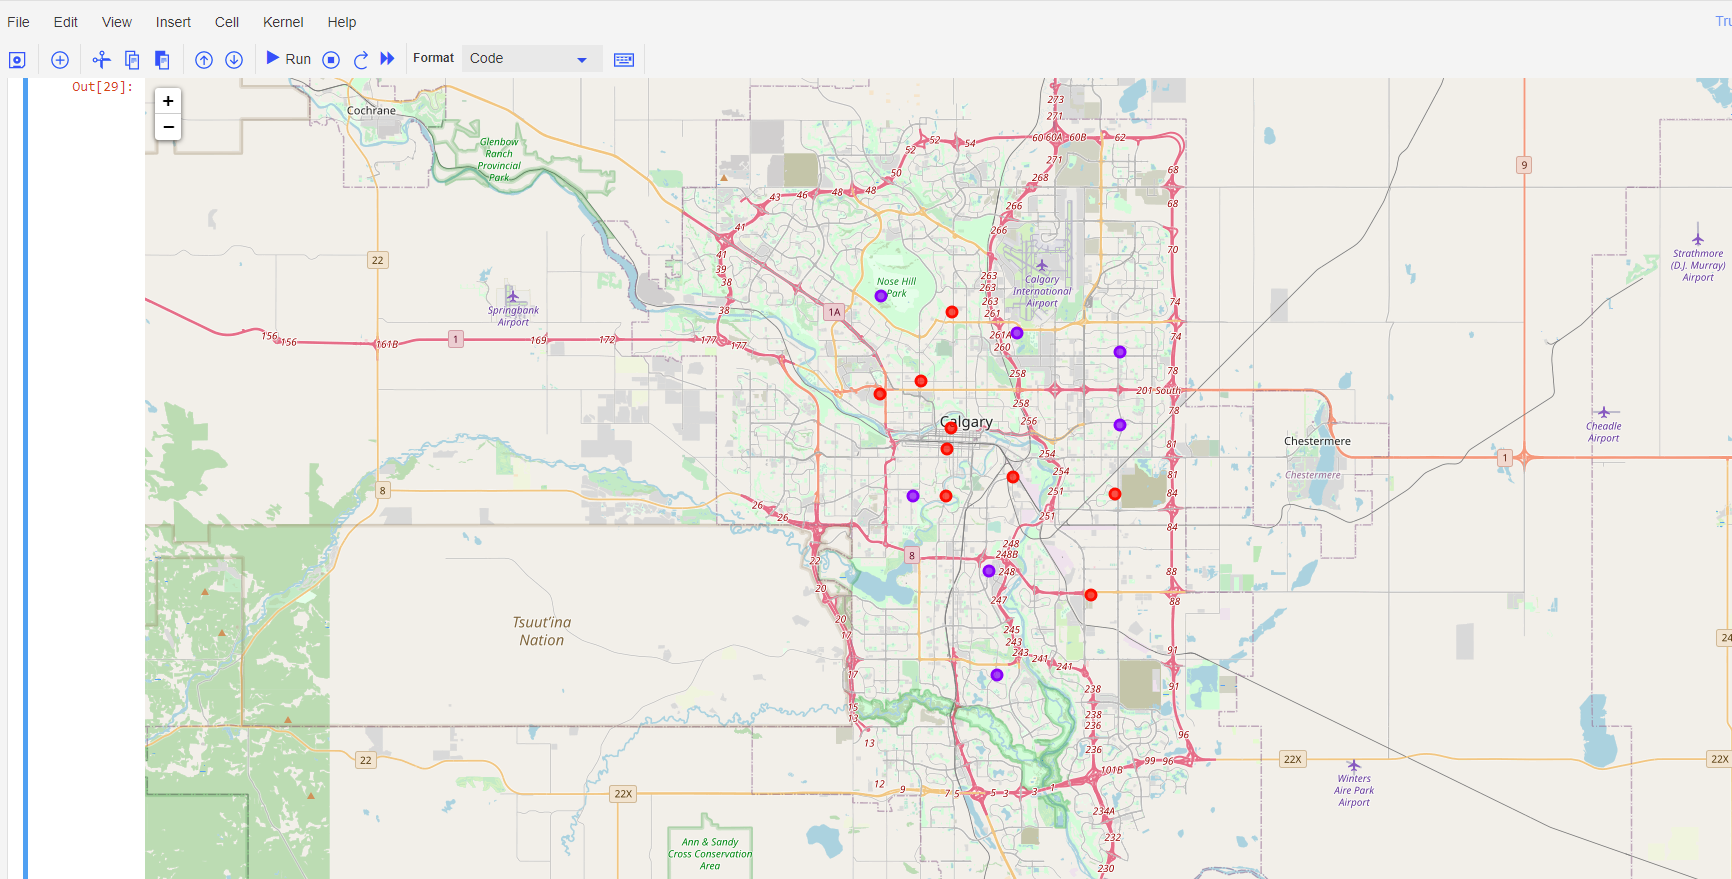 File Edit View Insert Cell Kernel Help
Run Format Code
Out[29]:
+
−
Cochrane
Glenbow
Ranch
Provincial
Park
273
271
60 60A 60B 62
52 52 54
271
268
50
68
9
43 46 48 48
266
68
41
266
70
22
41
39
38
38
Nose Hill
Park
263
263
263
261
Calgary
International
Airport
Springbank
Airport
Strathmore
(D.J. Murray)
Airport
74
1A
156 156 161B 1 169 172 177 177
261A
260
74
258
78
201 South
258
256
78
Calgary
Cheadle
Airport
Chestermere
Chestermere
1
254
254
81
81
8
251
84
26 26
251
84
8
248
248B
248
22
88
20
247
88
Tsuut'ina
Nation
20
17
245
243
243 241 241
91
24
17
238
91
15
13
238
236
13
236
96
22
101B 99 96
22X
22X
Winters
Aire Park
Airport
12 9 7 5 5 3 3 1
22X
234A
232
230
Ann & Sandy
Cross Conservation
Area